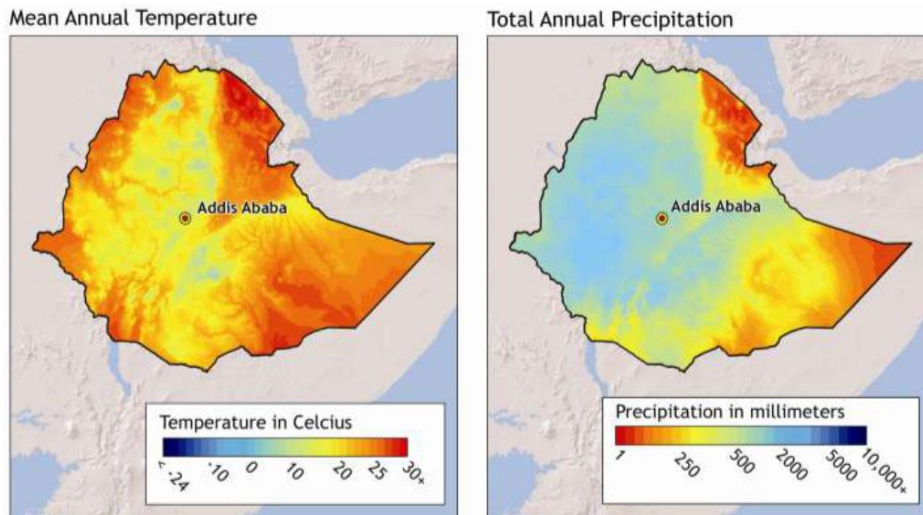 Mean Annual Temperature
Addis Ababa
Temperature in Celcius
< -24 -10 0 10 20 25 30+
Total Annual Precipitation
Addis Ababa
Precipitation in millimeters
1 250 500 2000 5000 10,000+